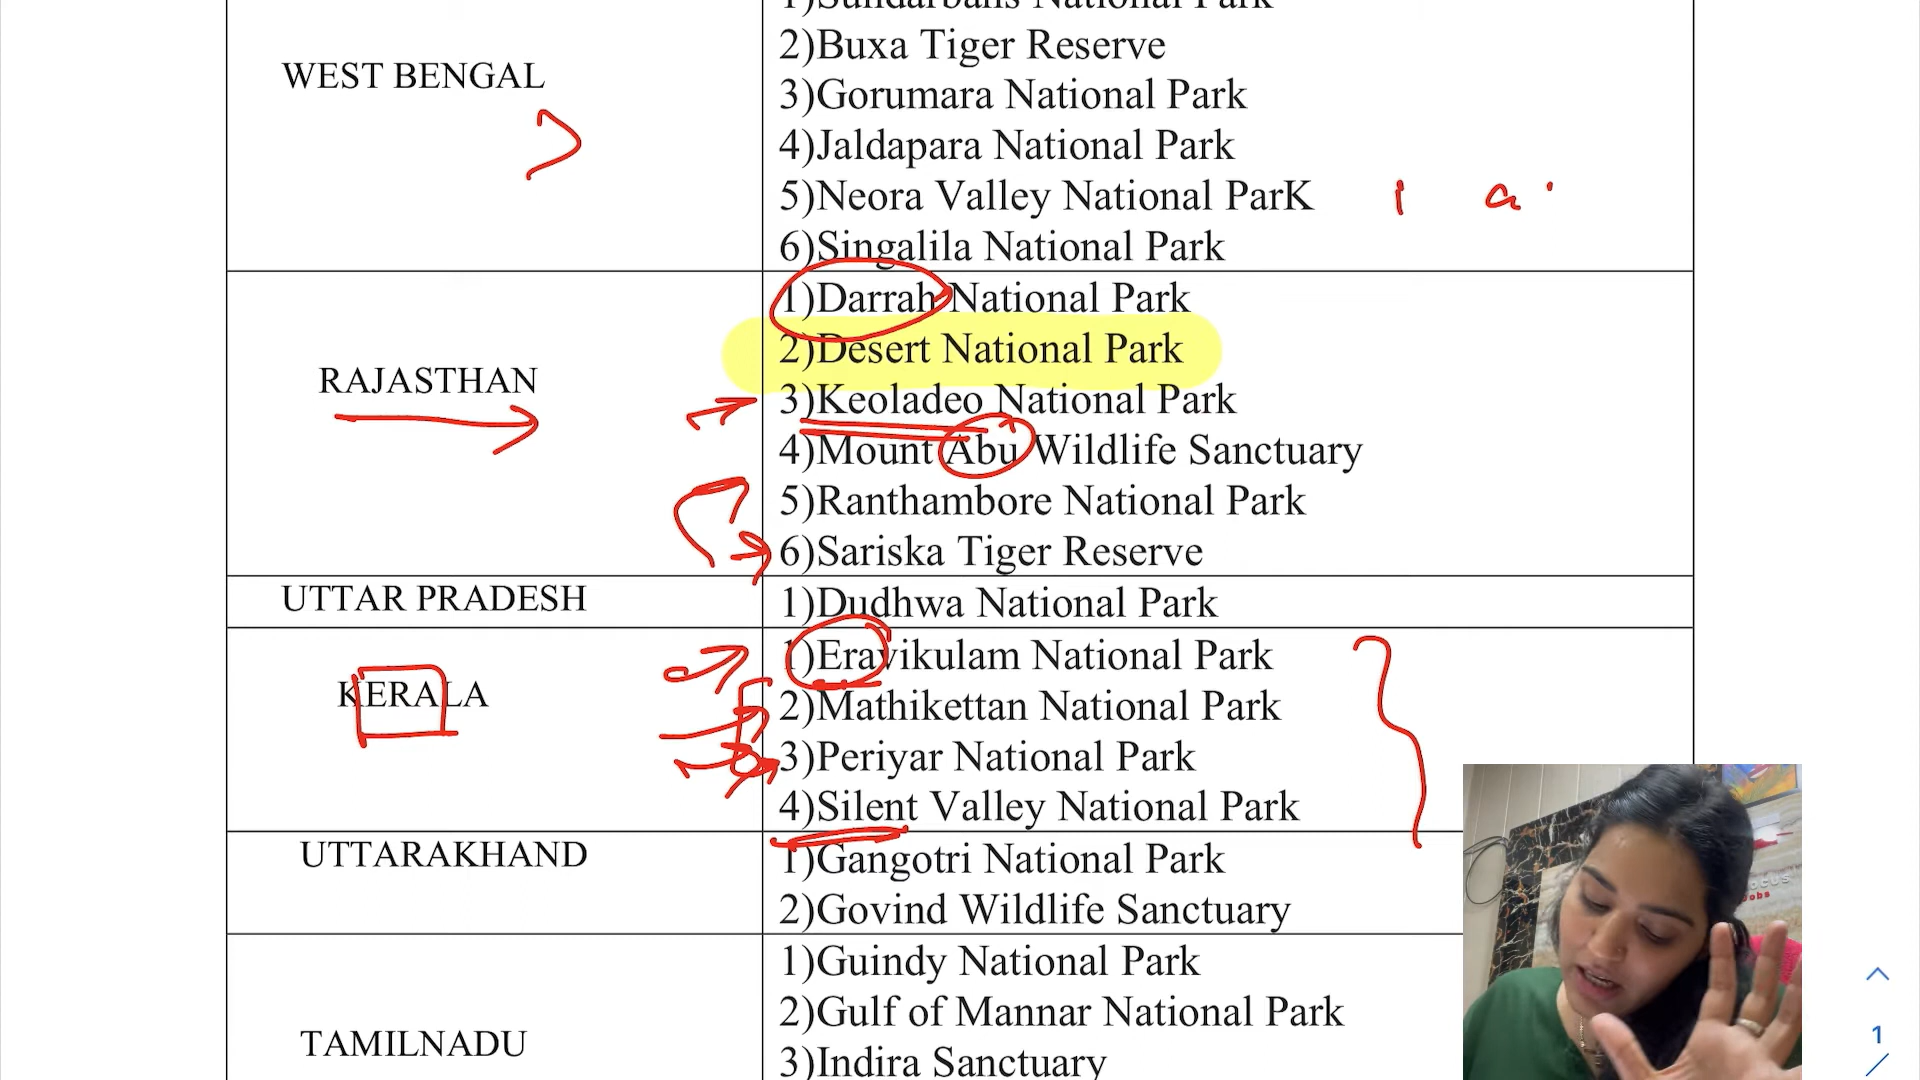 1)Sundarbans National Park
WEST BENGAL
2)Buxa Tiger Reserve
3)Gorumara National Park
4)Jaldapara National Park
5)Neora Valley National ParK
6)Singalila National Park
RAJASTHAN
1)Darrah National Park
2)Desert National Park
3)Keoladeo National Park
4)Mount Abu Wildlife Sanctuary
5)Ranthambore National Park
6)Sariska Tiger Reserve
UTTAR PRADESH
1)Dudhwa National Park
KERALA
1)Eravikulam National Park
2)Mathikettan National Park
3)Periyar National Park
4)Silent Valley National Park
UTTARAKHAND
1)Gangotri National Park
2)Govind Wildlife Sanctuary
TAMILNADU
1)Guindy National Park
2)Gulf of Mannar National Park
3)Indira Sanctuary
1